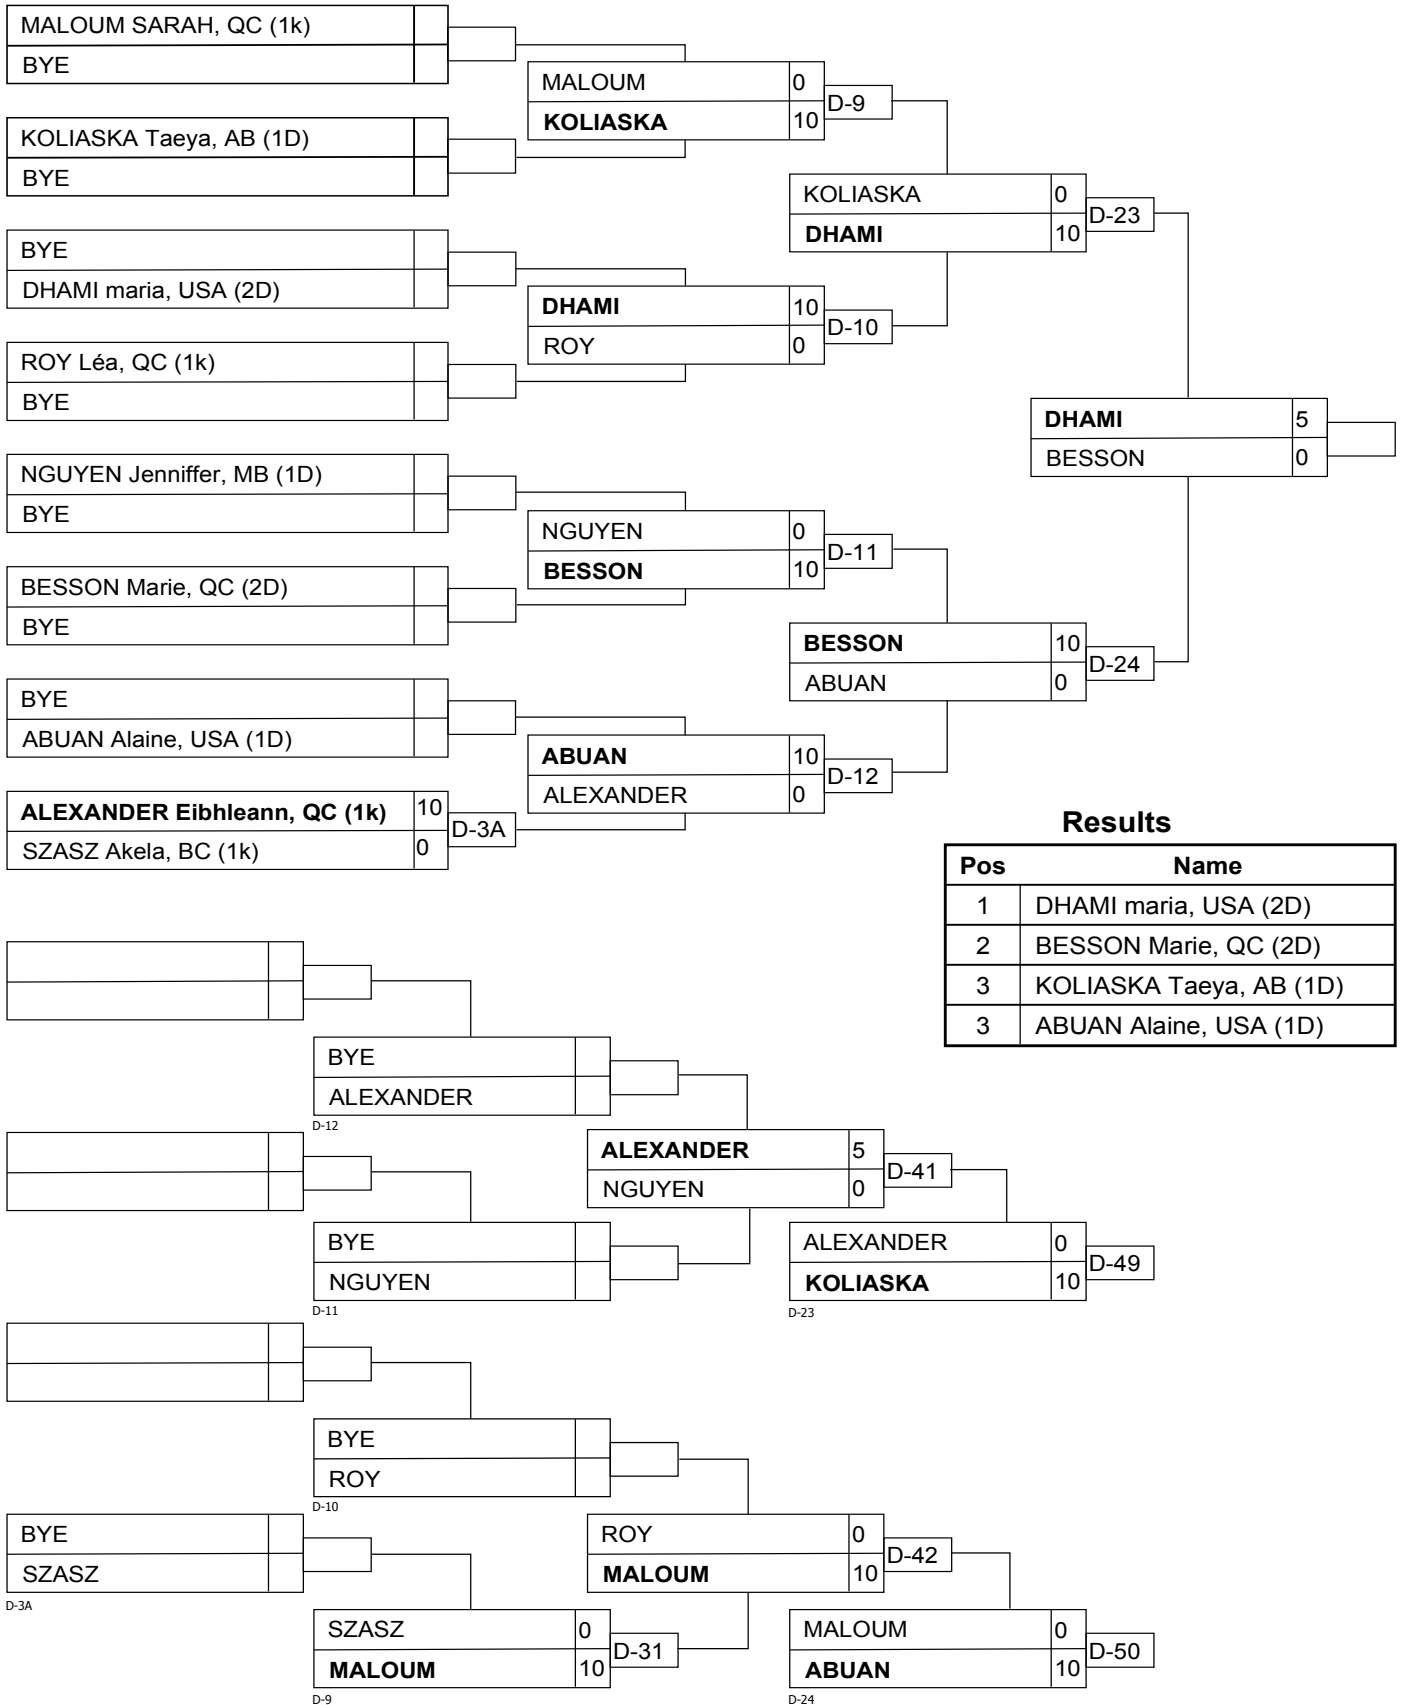 MALOUM SARAH, QC (1k)
BYE
KOLIASKA Taeya, AB (1D)
BYE
BYE
DHAMI maria, USA (2D)
ROY Léa, QC (1k)
BYE
NGUYEN Jenniffer, MB (1D)
BYE
BESSON Marie, QC (2D)
BYE
BYE
ABUAN Alaine, USA (1D)
ALEXANDER Eibhleann, QC (1k) 10
SZASZ Akela, BC (1k) 0
D-3A
MALOUM 0
KOLIASKA 10
D-9
DHAMI 10
ROY 0
D-10
NGUYEN 0
BESSON 10
D-11
ABUAN 10
ALEXANDER 0
D-12
KOLIASKA 0
DHAMI 10
D-23
BESSON 10
ABUAN 0
D-24
DHAMI 5
BESSON 0
Results
Pos Name
1 DHAMI maria, USA (2D)
2 BESSON Marie, QC (2D)
3 KOLIASKA Taeya, AB (1D)
3 ABUAN Alaine, USA (1D)
BYE
ALEXANDER
D-12
BYE
NGUYEN
D-11
ALEXANDER 5
NGUYEN 0
D-41
ALEXANDER 0
KOLIASKA 10
D-49
D-23
BYE
ROY
D-10
BYE
SZASZ
D-3A
SZASZ 0
MALOUM 10
D-31
D-9
ROY 0
MALOUM 10
D-42
MALOUM 0
ABUAN 10
D-50
D-24